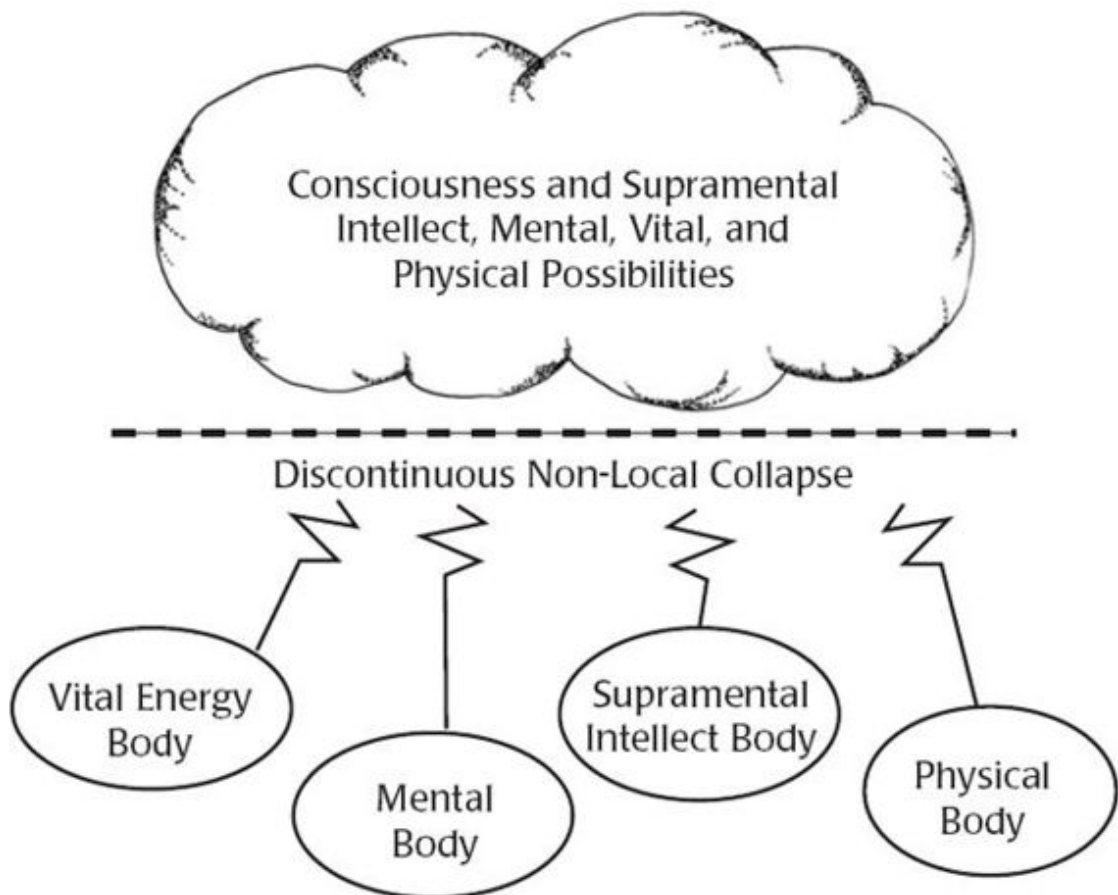 Consciousness and Supramental
Intellect, Mental, Vital, and
Physical Possibilities
Discontinuous Non-Local Collapse
Vital Energy
Body
Mental
Body
Supramental
Intellect Body
Physical
Body